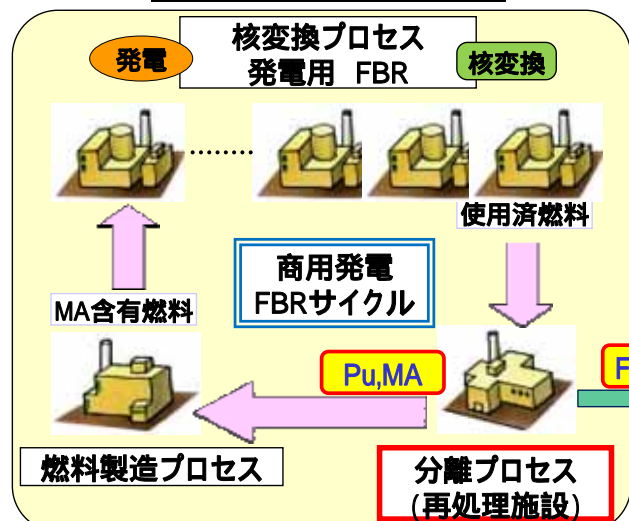 核変換プロセス
発電用 FBR
発電
核変換
使用済燃料
商用発電
FBRサイクル
MA含有燃料
Pu,MA
F
燃料製造プロセス
分離プロセス
(再処理施設)